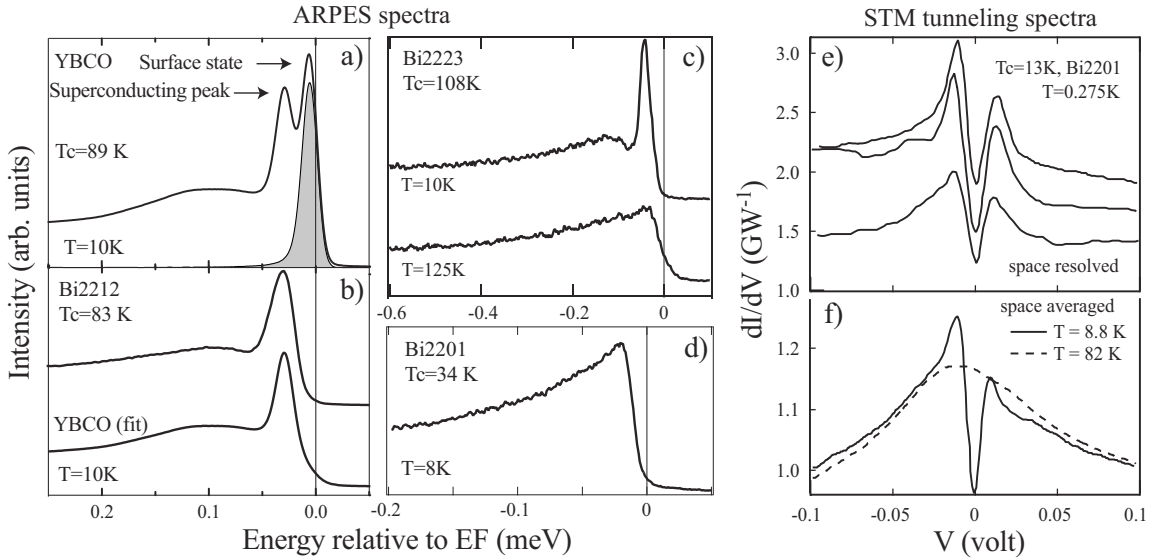 ARPES spectra
STM tunneling spectra
YBCO
Surface state
a)
Superconducting peak
Tc=89 K
T=10K
Bi2212
Tc=83 K
b)
YBCO (fit)
T=10K
0.2
0.1
0.0
Bi2223
Tc=108K
c)
T=10K
T=125K
-0.6
-0.4
-0.2
0
Bi2201
Tc=34 K
d)
T=8K
-0.2
-0.1
0
Intensity (arb. units)
Energy relative to EF (meV)
e)
Tc=13K, Bi2201
T=0.275K
space resolved
3.0
2.5
2.0
1.5
1.0
f)
space averaged
T = 8.8 K
T = 82 K
1.2
1.1
1.0
-0.1
-0.05
0
0.05
0.1
dI/dV (GW⁻¹)
V (volt)